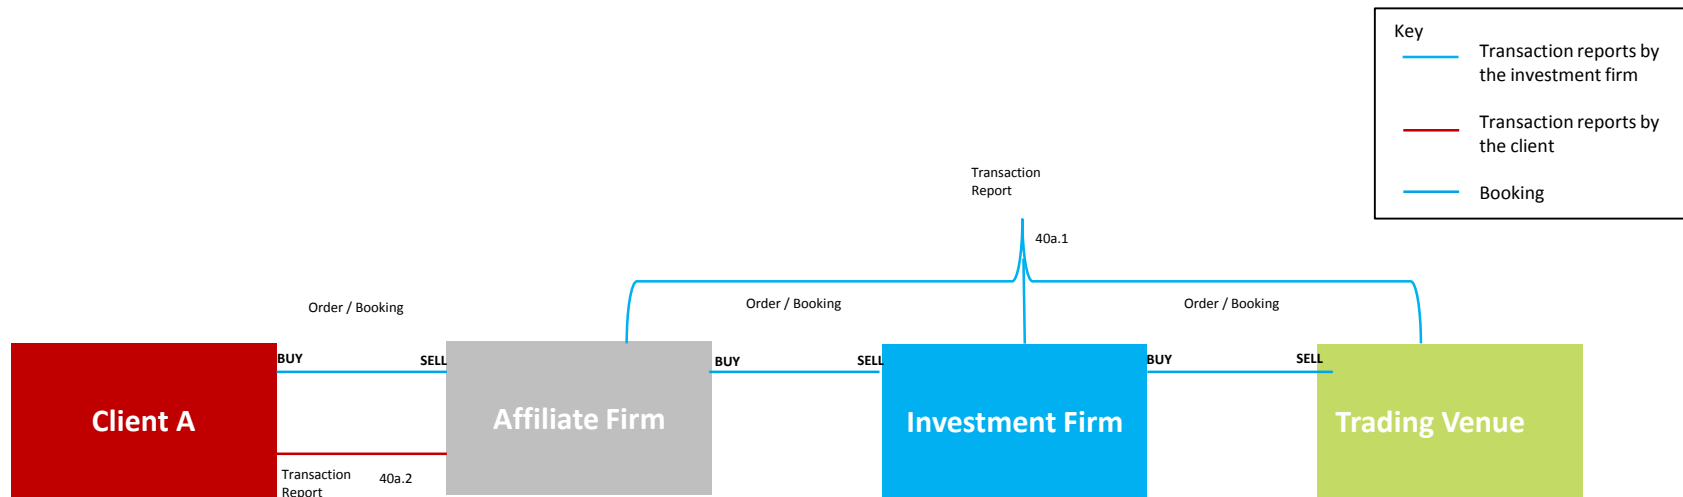 Key
Transaction reports by
the investment firm
Transaction reports by
the client
Booking
Transaction
Report
40a.1
Order / Booking
Order / Booking
Order / Booking
BUY
SELL
BUY
SELL
BUY
SELL
Client A
Affiliate Firm
Investment Firm
Trading Venue
Transaction
Report
40a.2